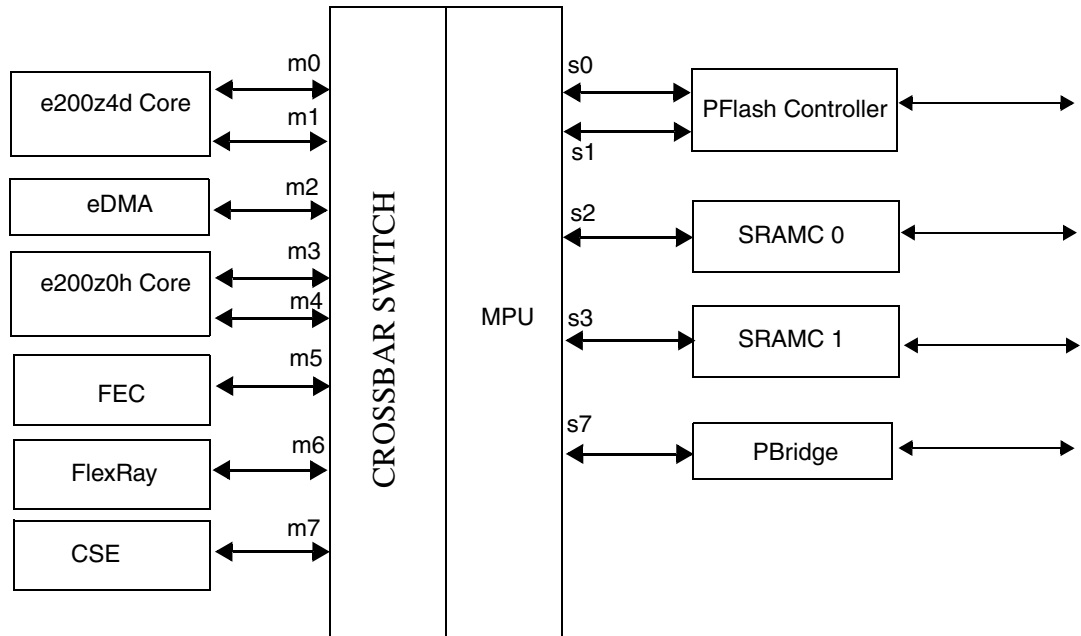 m0
e200z4d Core
m1
m2
eDMA
m3
e200z0h Core
m4
m5
FEC
m6
FlexRay
m7
CSE
CROSSBAR SWITCH
MPU
s0
PFlash Controller
s1
s2
SRAMC 0
s3
SRAMC 1
s7
PBridge